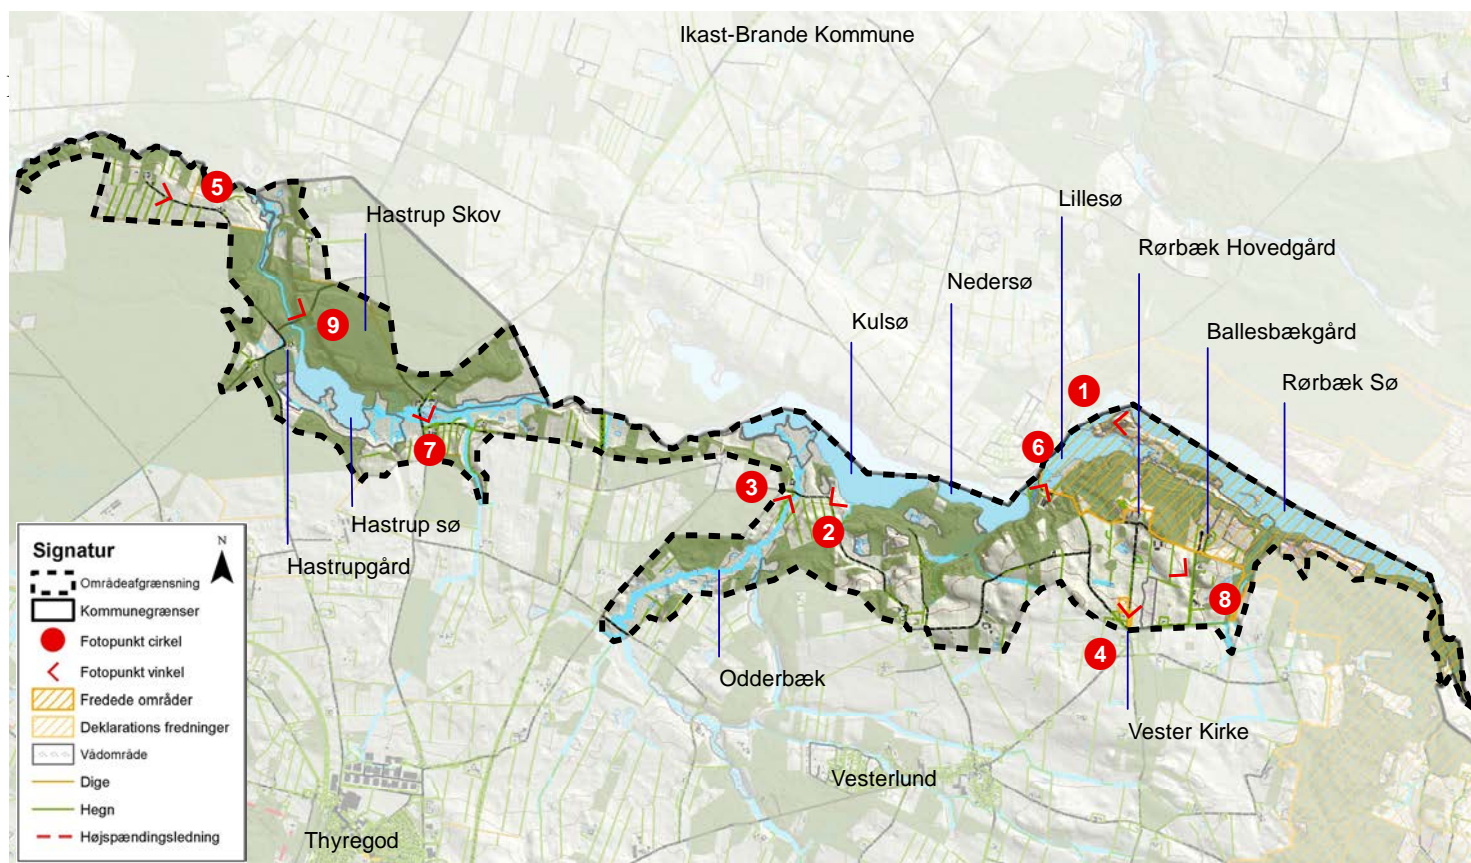 Ikast-Brande Kommune
5
Hastrup Skov
Lillesø
Rørbæk Hovedgård
Nedersø
Kulsø
Ballesbækgård
Rørbæk Sø
9
1
6
7
3
2
Hastrup sø
Hastrupgård
8
4
Odderbæk
Vester Kirke
Vesterlund
Thyregod
Signatur
N
Områdeafgrænsning
Kommunegrænser
Fotopunkt cirkel
Fotopunkt vinkel
Fredede områder
Deklarations fredninger
Vådområde
Dige
Hegn
Højspændingsledning